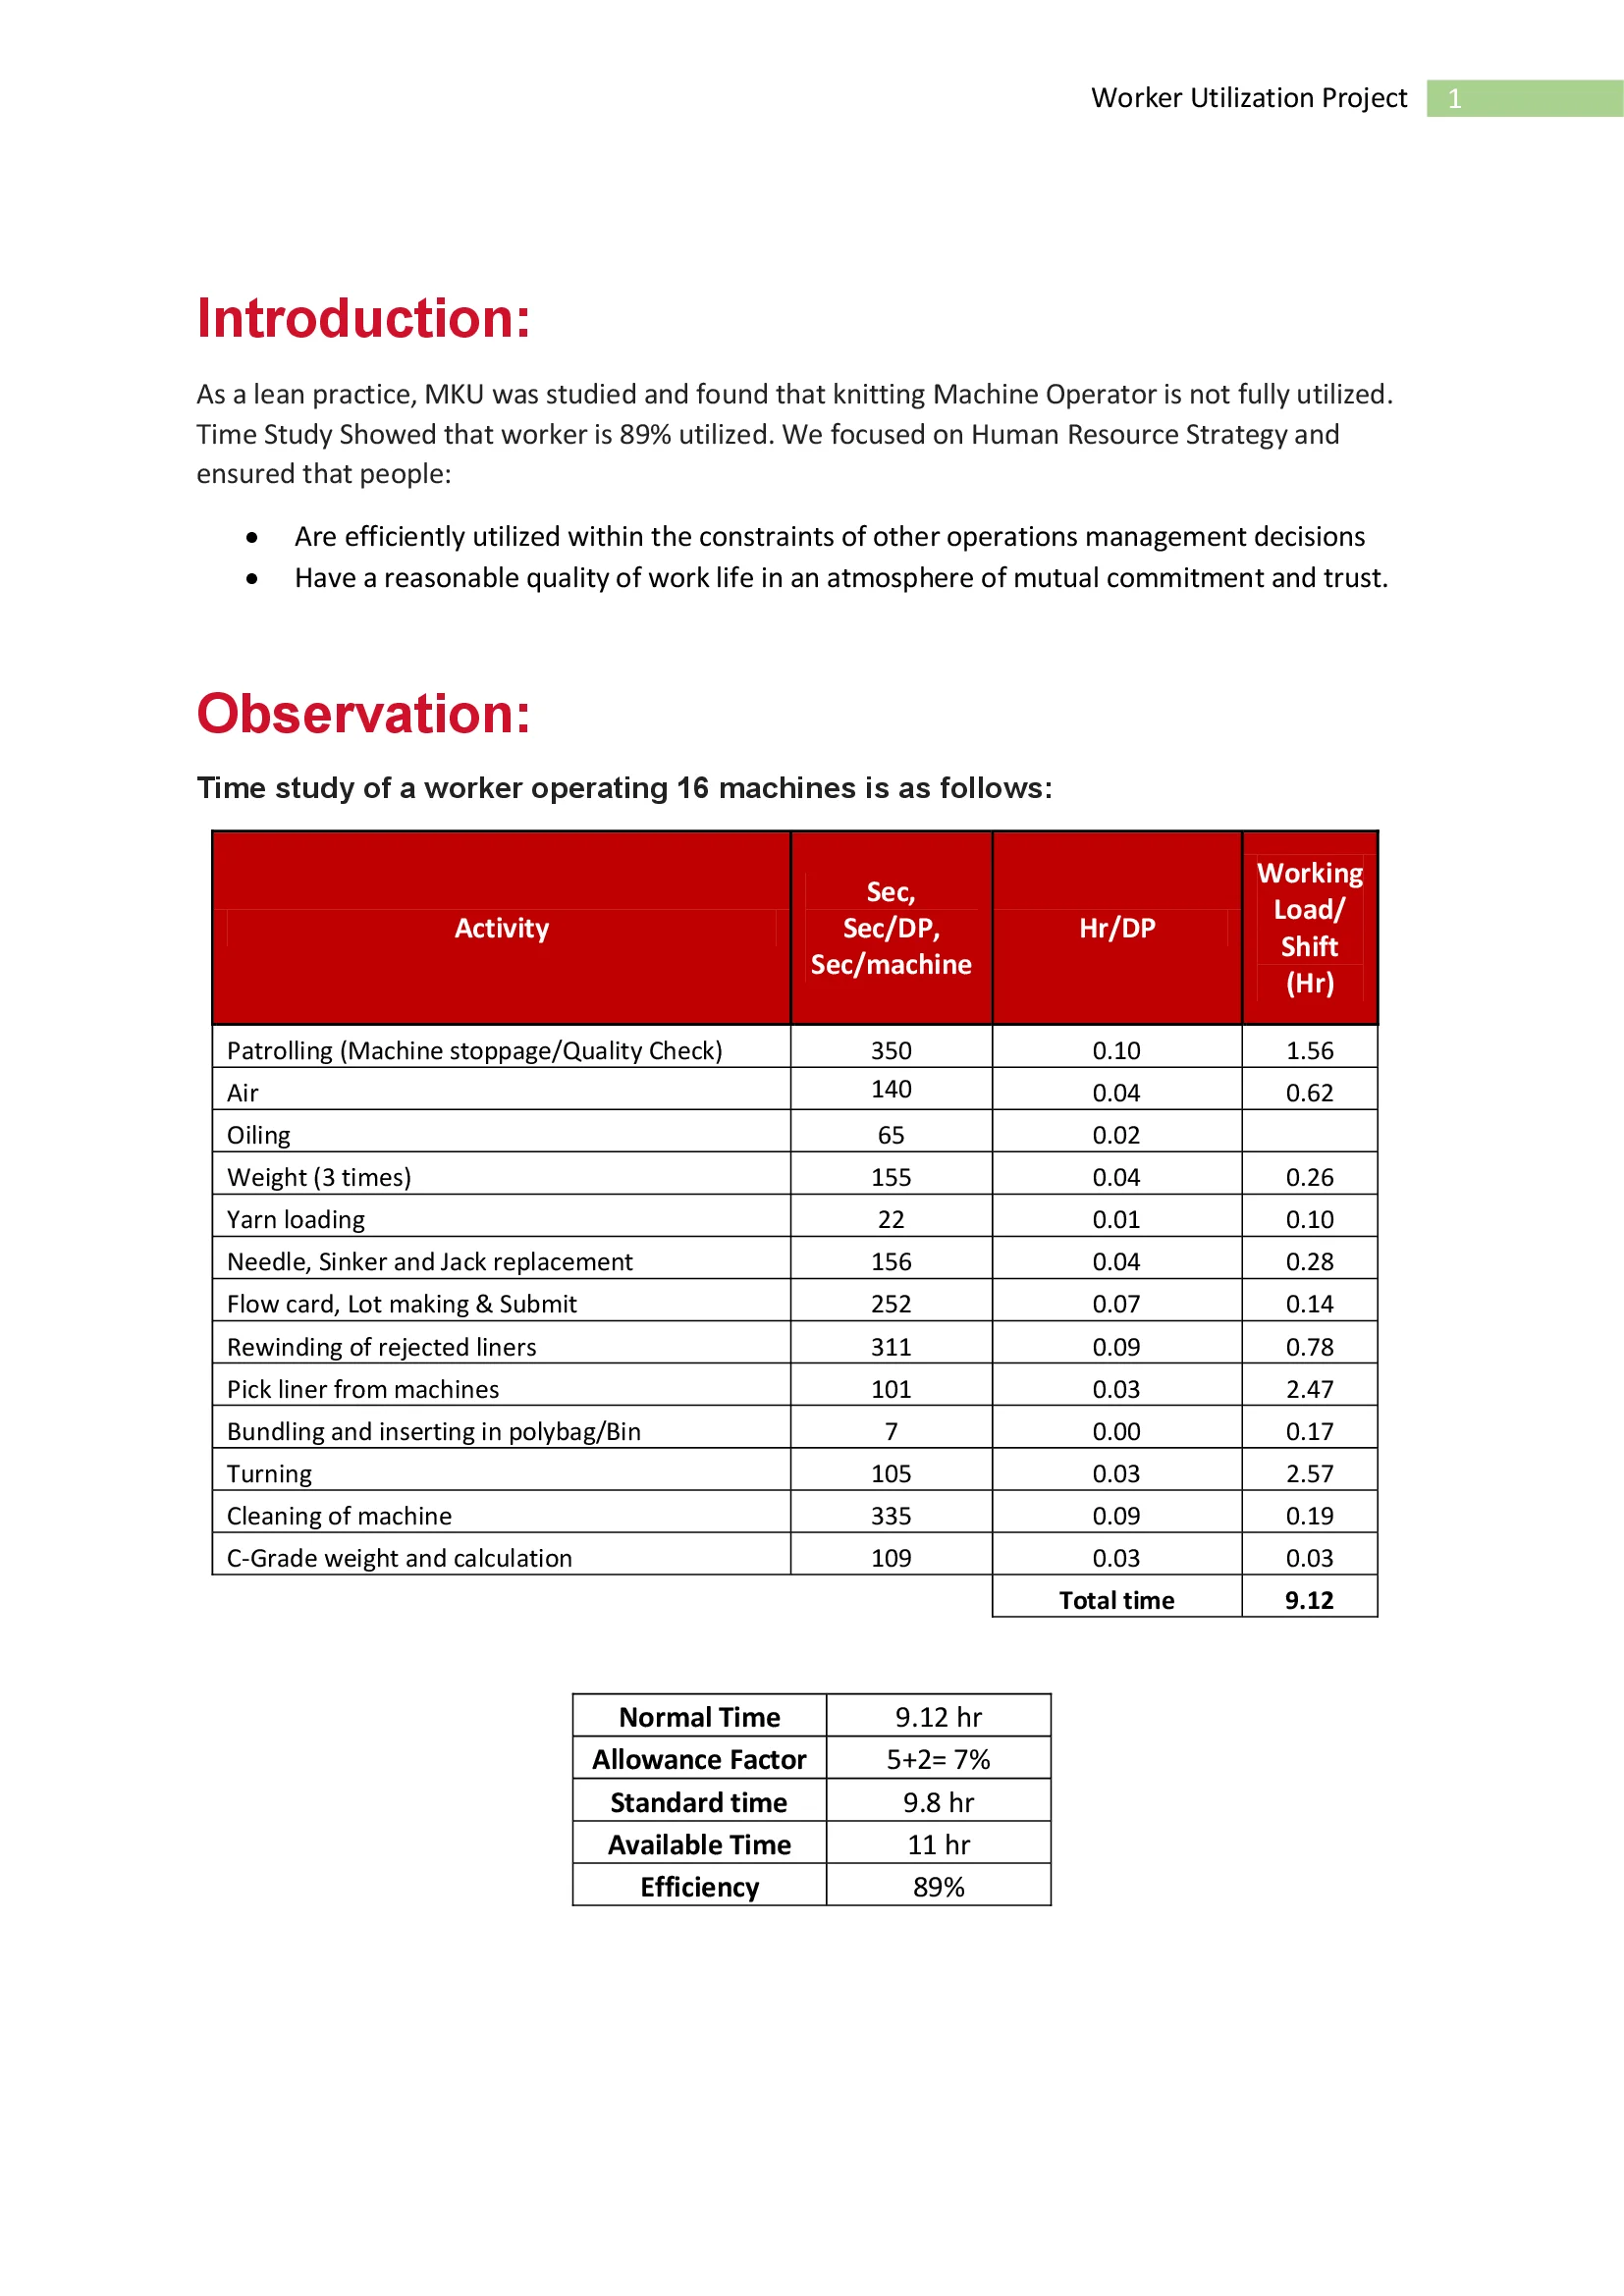 Worker Utilization Project 1
Introduction:
As a lean practice, MKU was studied and found that knitting Machine Operator is not fully utilized.
Time Study Showed that worker is 89% utilized. We focused on Human Resource Strategy and
ensured that people:
• Are efficiently utilized within the constraints of other operations management decisions
• Have a reasonable quality of work life in an atmosphere of mutual commitment and trust.
Observation:
Time study of a worker operating 16 machines is as follows:
Activity Sec, Sec/DP, Sec/machine Hr/DP Working Load/ Shift (Hr)
Patrolling (Machine stoppage/Quality Check) 350 0.10 1.56
Air 140 0.04 0.62
Oiling 65 0.02
Weight (3 times) 155 0.04 0.26
Yarn loading 22 0.01 0.10
Needle, Sinker and Jack replacement 156 0.04 0.28
Flow card, Lot making & Submit 252 0.07 0.14
Rewinding of rejected liners 311 0.09 0.78
Pick liner from machines 101 0.03 2.47
Bundling and inserting in polybag/Bin 7 0.00 0.17
Turning 105 0.03 2.57
Cleaning of machine 335 0.09 0.19
C-Grade weight and calculation 109 0.03 0.03
Total time 9.12
Normal Time 9.12 hr
Allowance Factor 5+2= 7%
Standard time 9.8 hr
Available Time 11 hr
Efficiency 89%